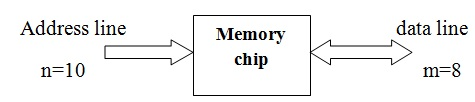 Address line
n=10
Memory
chip
data line
m=8